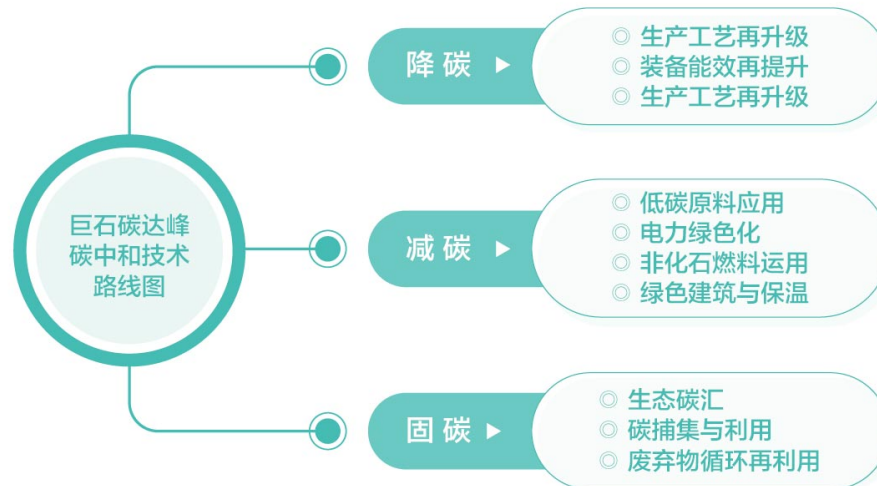 巨石碳达峰
碳中和技术
路线图
降碳
生产工艺再升级
装备能效再提升
生产工艺再升级
减碳
低碳原料应用
电力绿色化
非化石燃料运用
绿色建筑与保温
固碳
生态碳汇
碳捕集与利用
废弃物循环再利用